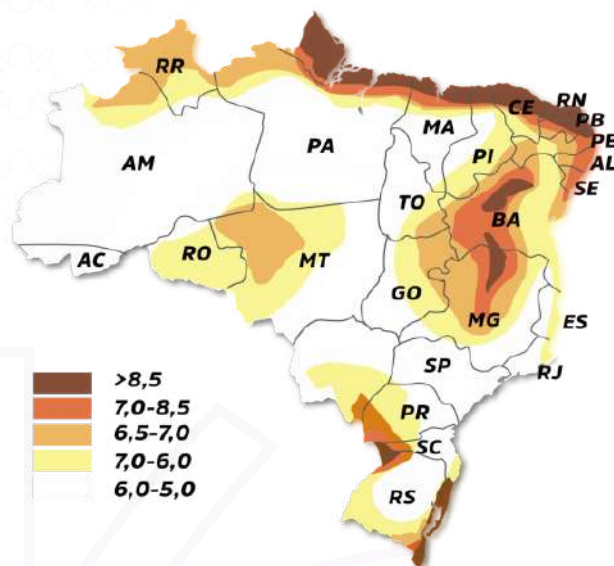 RR
RN
CE
PB
MA
PE
AL
PI
PA
AM
SE
TO
BA
RO
AC
MT
GO
MG
ES
SP
RJ
PR
SC
RS
>8,5
7,0-8,5
6,5-7,0
7,0-6,0
6,0-5,0